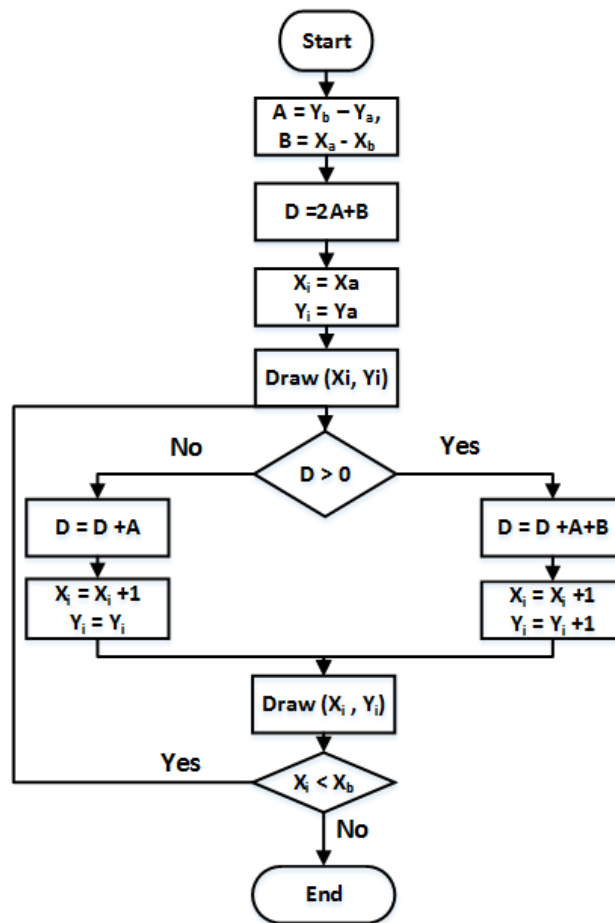 Start
A = Yb – Ya,
B = Xa - Xb
D =2A+B
Xi = Xa
Yi = Ya
Draw (Xi, Yi)
No
Yes
D > 0
D = D +A
D = D +A+B
Xi = Xi +1
Yi = Yi
Xi = Xi +1
Yi = Yi +1
Draw (Xi , Yi)
Yes
Xi < Xb
No
End